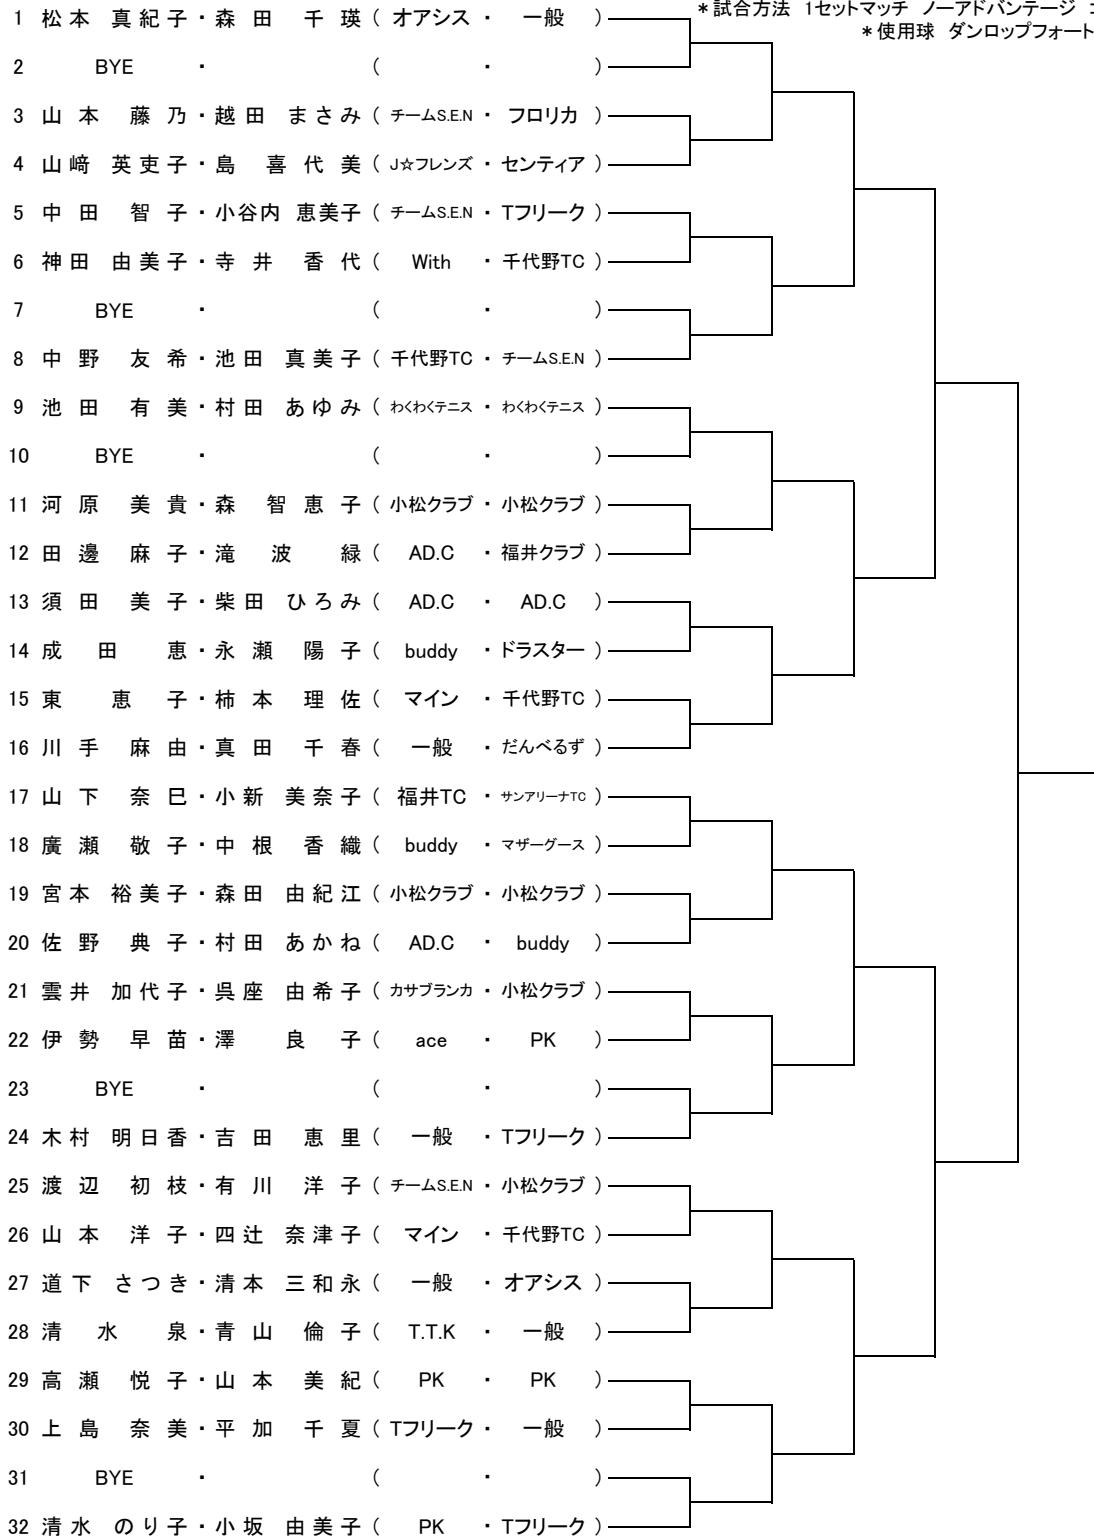 *試合方法 1セットマッチ ノーアドバンテージ
*使用球 ダンロップフォート
1 松本 真紀子・森田 千瑛 (オアシス・一般)
2 BYE ・ ( ・ )
3 山本 藤乃・越田 まさみ (チームS.E.N・フロリカ)
4 山﨑 英吏子・島 喜代美 (J☆フレンズ・センティア)
5 中田 智子・小谷内 恵美子 (チームS.E.N・Tフリーク)
6 神田 由美子・寺井 香代 (With・千代野TC)
7 BYE ・ ( ・ )
8 中野 友希・池田 真美子 (千代野TC・チームS.E.N)
9 池田 有美・村田 あゆみ (わくわくテニス・わくわくテニス)
10 BYE ・ ( ・ )
11 河原 美貴・森 智恵子 (小松クラブ・小松クラブ)
12 田邊 麻子・滝波 緑 (AD.C・福井クラブ)
13 須田 美子・柴田 ひろみ (AD.C・AD.C)
14 成田 恵・永瀬 陽子 (buddy・ドラスター)
15 東 恵子・柿本 理佐 (マイン・千代野TC)
16 川手 麻由・真田 千春 (一般・だんべるず)
17 山下 奈巳・小新 美奈子 (福井TC・サンアリーナTC)
18 廣瀬 敬子・中根 香織 (buddy・マザーグース)
19 宮本 裕美子・森田 由紀江 (小松クラブ・小松クラブ)
20 佐野 典子・村田 あかね (AD.C・buddy)
21 雲井 加代子・呉座 由希子 (カサブランカ・小松クラブ)
22 伊勢 早苗・澤 良子 (ace・PK)
23 BYE ・ ( ・ )
24 木村 明日香・吉田 恵里 (一般・Tフリーク)
25 渡辺 初枝・有川 洋子 (チームS.E.N・小松クラブ)
26 山本 洋子・四辻 奈津子 (マイン・千代野TC)
27 道下 さつき・清本 三和永 (一般・オアシス)
28 清水 泉・青山 倫子 (T.T.K・一般)
29 高瀬 悦子・山本 美紀 (PK・PK)
30 上島 奈美・平加 千夏 (Tフリーク・一般)
31 BYE ・ ( ・ )
32 清水 のり子・小坂 由美子 (PK・Tフリーク)